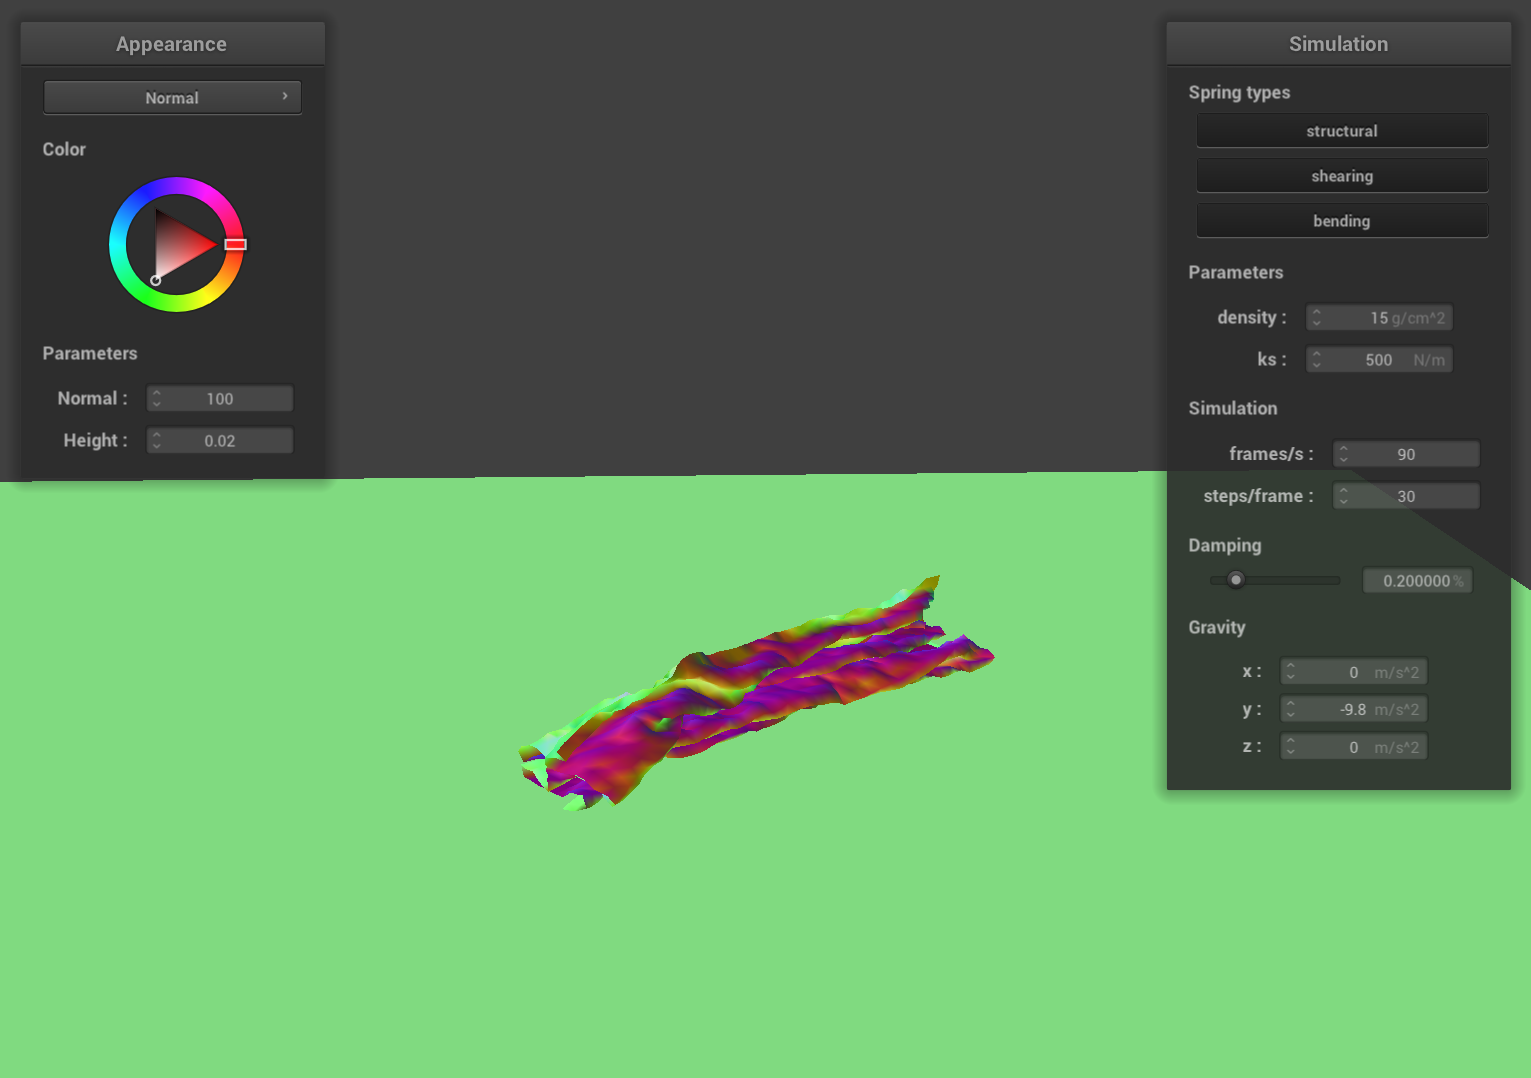 Appearance
Normal
Color
Parameters
Normal : 100
Height : 0.02
Simulation
Spring types
structural
shearing
bending
Parameters
density : 15 g/cm^2
ks : 500 N/m
Simulation
frames/s : 90
steps/frame : 30
Damping
0.200000 %
Gravity
x : 0 m/s^2
y : -9.8 m/s^2
z : 0 m/s^2